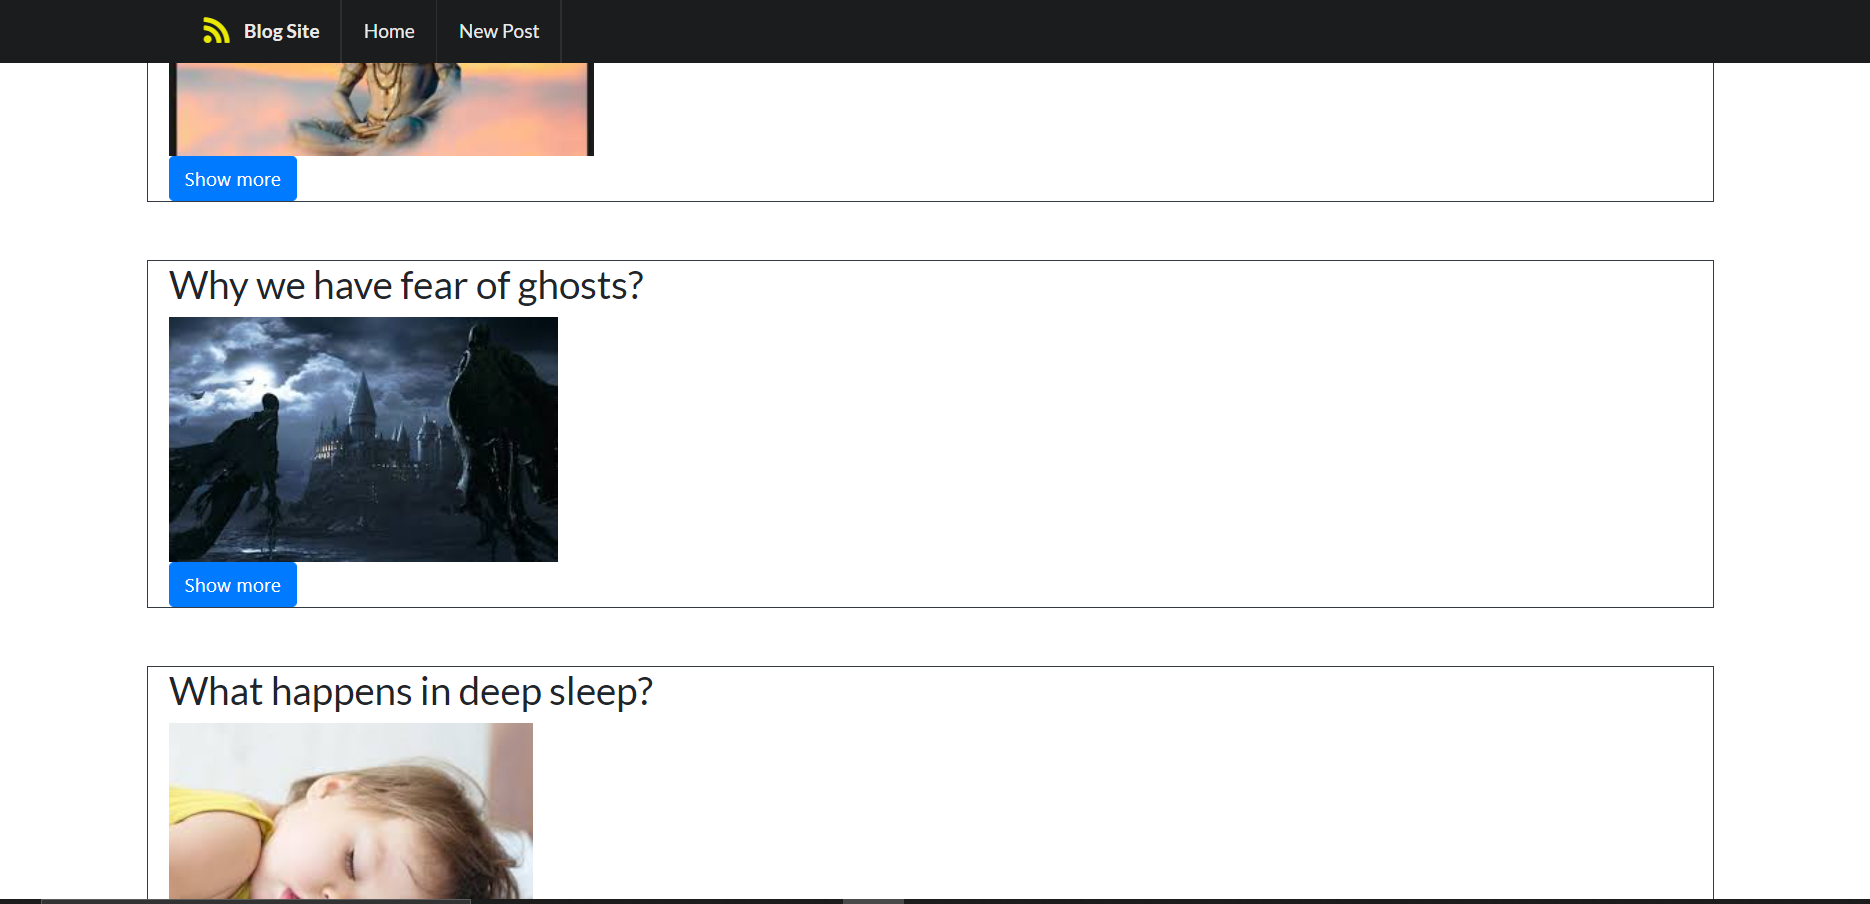 Blog Site Home New Post
Show more
Why we have fear of ghosts?
Show more
What happens in deep sleep?